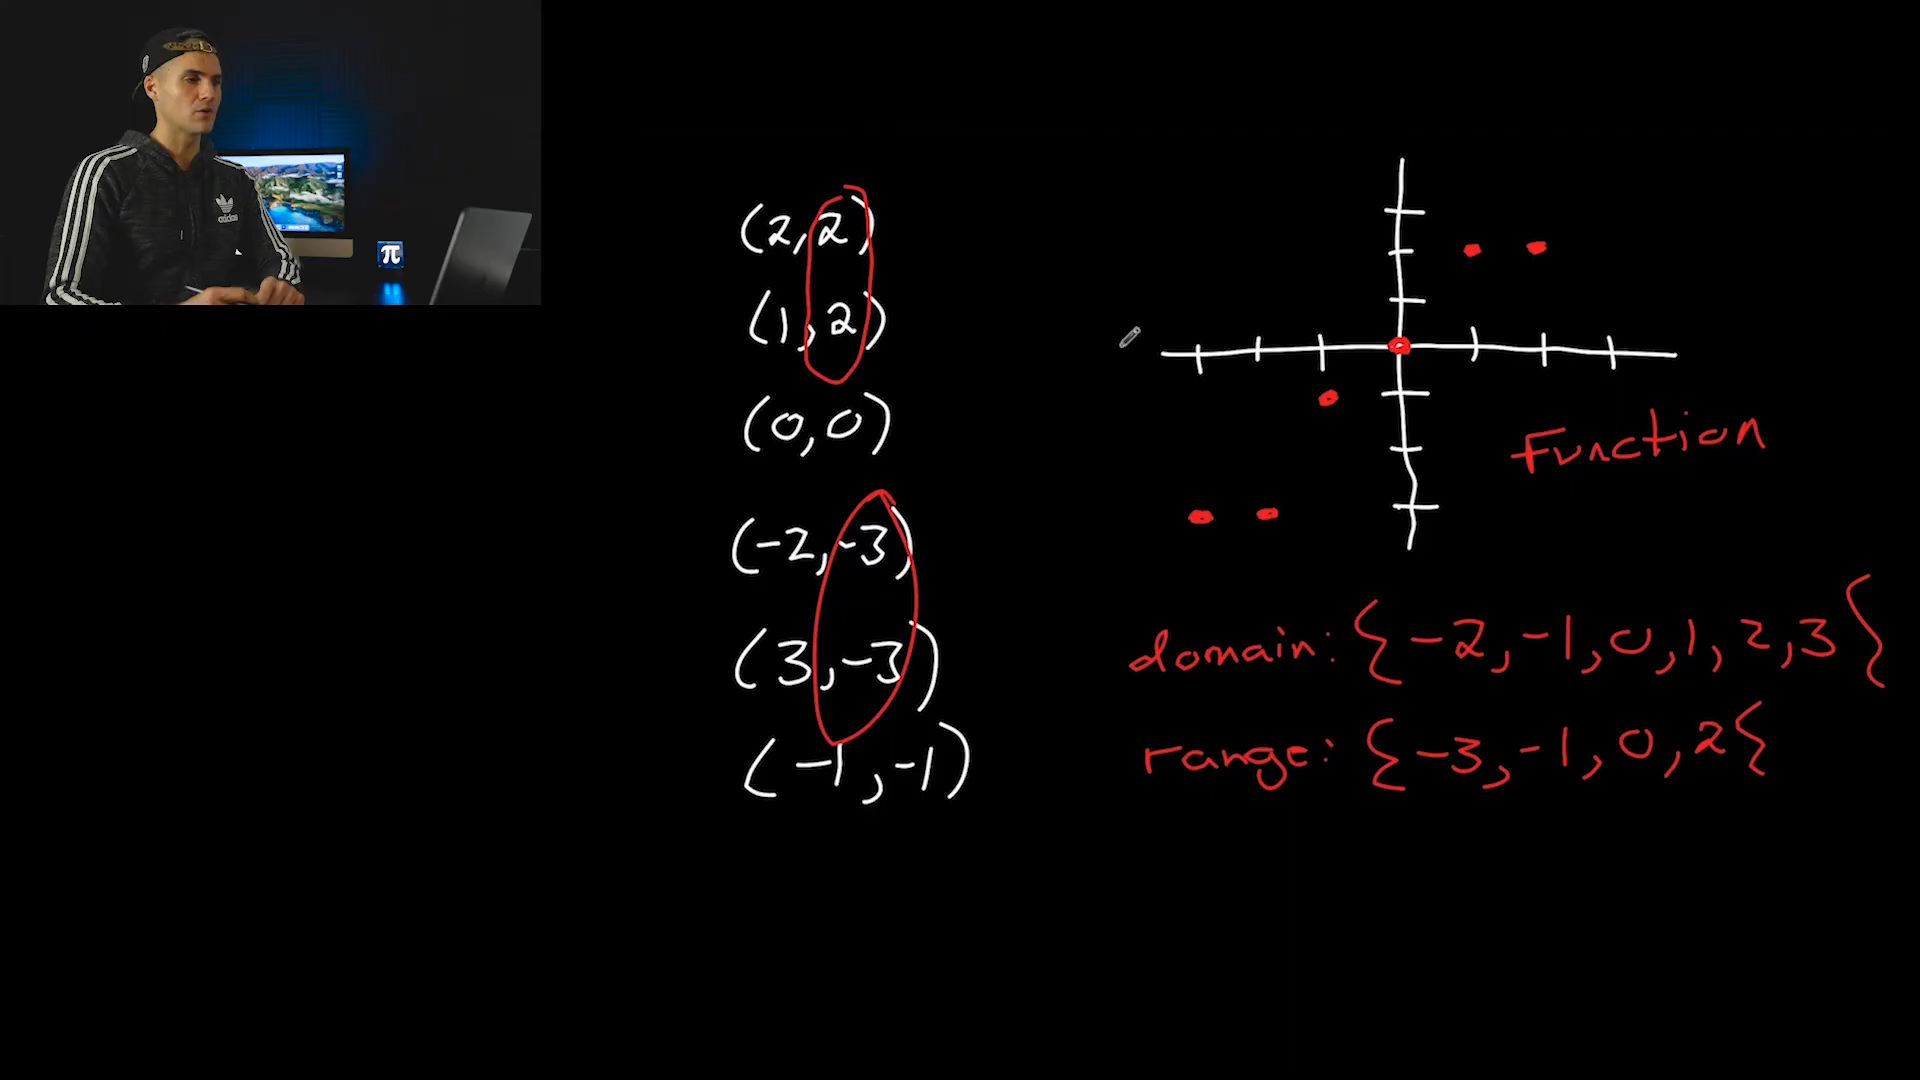 adidas
π
(2,2)
(1,2)
(0,0)
(-2,-3)
(3,-3)
(-1,-1)
Function
domain: {-2,-1,0,1,2,3{
range: {-3,-1,0,2{